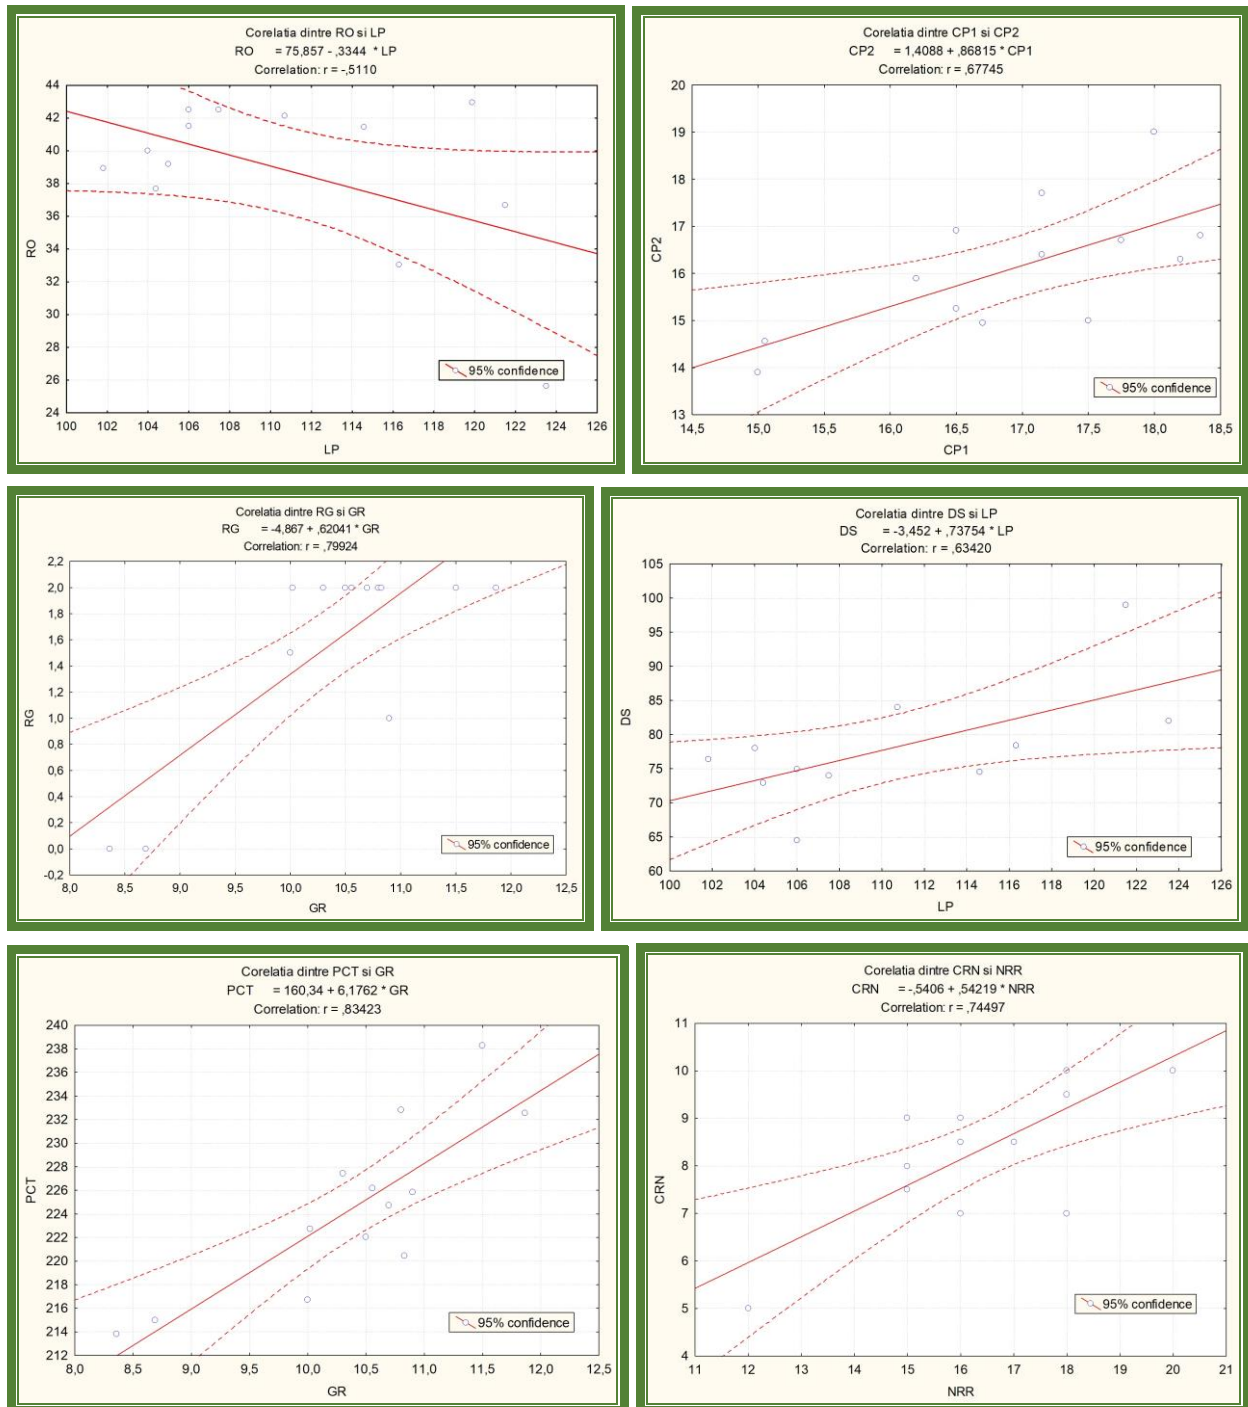 Corelatia dintre RO si LP
RO = 75,857 - ,3344 * LP
Correlation: r = -,5110
44
42
40
38
36
34
32
30
28
26
24
RO
95% confidence
100 102 104 106 108 110 112 114 116 118 120 122 124 126
LP
Corelatia dintre CP1 si CP2
CP2 = 1,4088 + ,86815 * CP1
Correlation: r = ,67745
20
19
18
17
16
15
14
13
CP2
95% confidence
14,5 15,0 15,5 16,0 16,5 17,0 17,5 18,0 18,5
CP1
Corelatia dintre RG si GR
RG = -4,867 + ,62041 * GR
Correlation: r = ,79924
2,2
2,0
1,8
1,6
1,4
1,2
1,0
0,8
0,6
0,4
0,2
0,0
-0,2
RG
95% confidence
8,0 8,5 9,0 9,5 10,0 10,5 11,0 11,5 12,0 12,5
GR
Corelatia dintre DS si LP
DS = -3,452 + ,73754 * LP
Correlation: r = ,63420
105
100
95
90
85
80
75
70
65
60
DS
95% confidence
100 102 104 106 108 110 112 114 116 118 120 122 124 126
LP
Corelatia dintre PCT si GR
PCT = 160,34 + 6,1762 * GR
Correlation: r = ,83423
240
238
236
234
232
230
228
226
224
222
220
218
216
214
212
PCT
95% confidence
8,0 8,5 9,0 9,5 10,0 10,5 11,0 11,5 12,0 12,5
GR
Corelatia dintre CRN si NRR
CRN = -,5406 + ,54219 * NRR
Correlation: r = ,74497
11
10
9
8
7
6
5
4
CRN
95% confidence
11 12 13 14 15 16 17 18 19 20 21
NRR